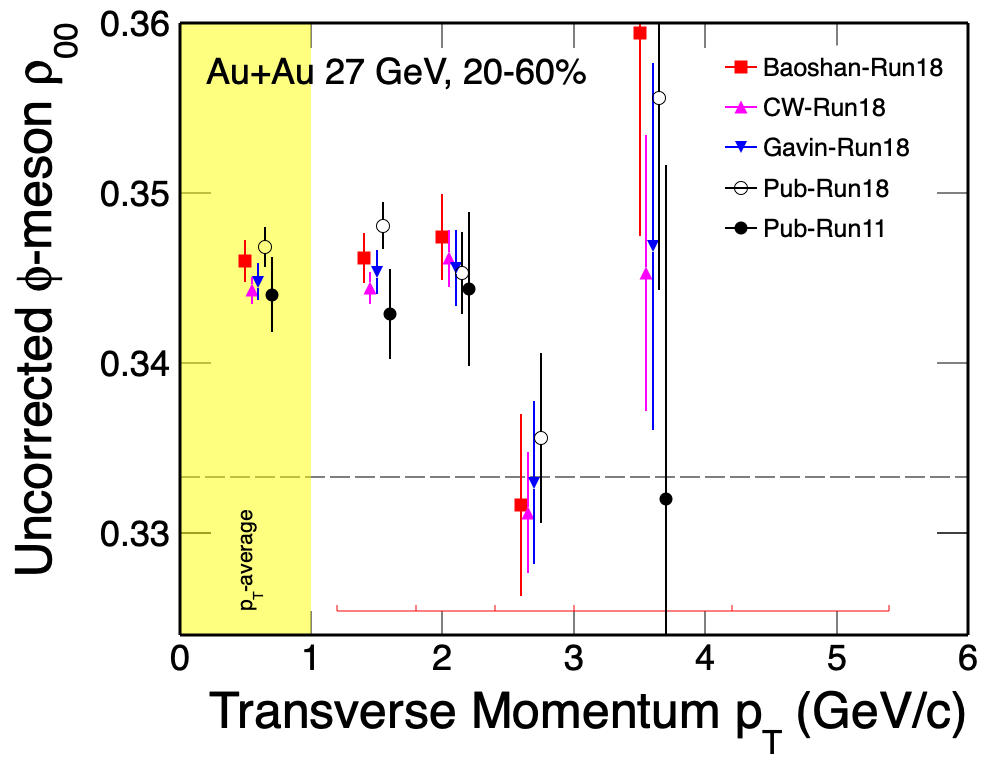 Uncorrected ϕ-meson ρ00
0.36
0.35
0.34
0.33
Au+Au 27 GeV, 20-60%
Baoshan-Run18
CW-Run18
Gavin-Run18
Pub-Run18
Pub-Run11
pT-average
0 1 2 3 4 5 6
Transverse Momentum pT (GeV/c)